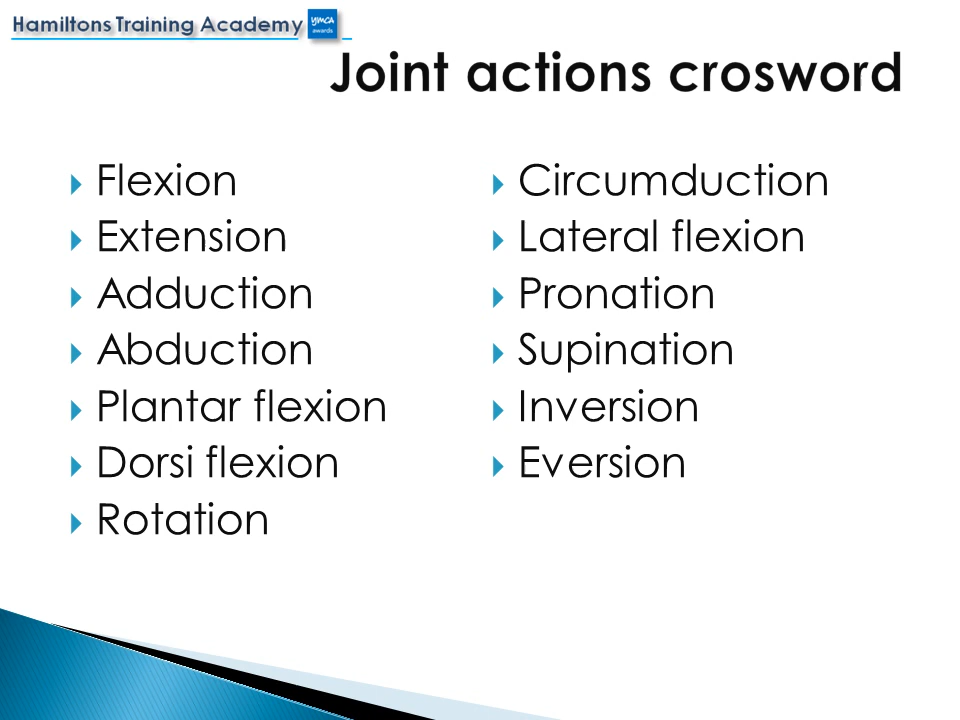 Hamiltons Training Academy
ymca
awards
Joint actions crosword
Flexion
Extension
Adduction
Abduction
Plantar flexion
Dorsi flexion
Rotation
Circumduction
Lateral flexion
Pronation
Supination
Inversion
Eversion